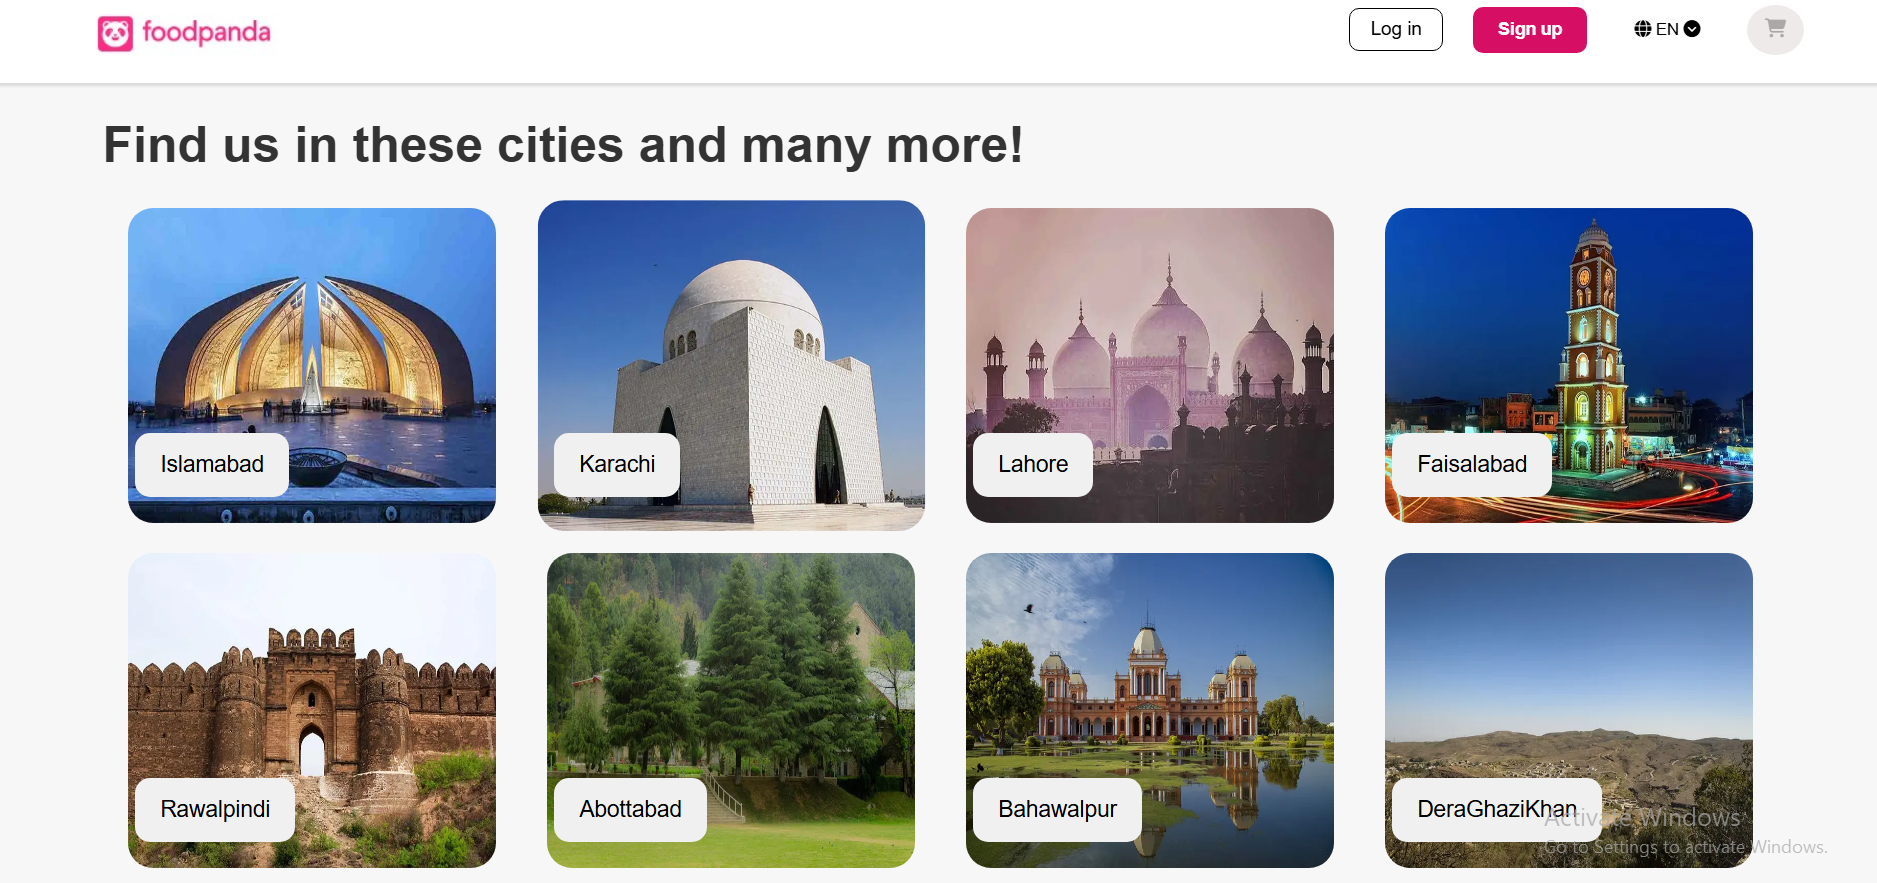 foodpanda
Log in
Sign up
EN
Find us in these cities and many more!
Islamabad
Karachi
Lahore
Faisalabad
Rawalpindi
Abottabad
Bahawalpur
DeraGhaziKhan
Activate Windows
Go to Settings to activate Windows.